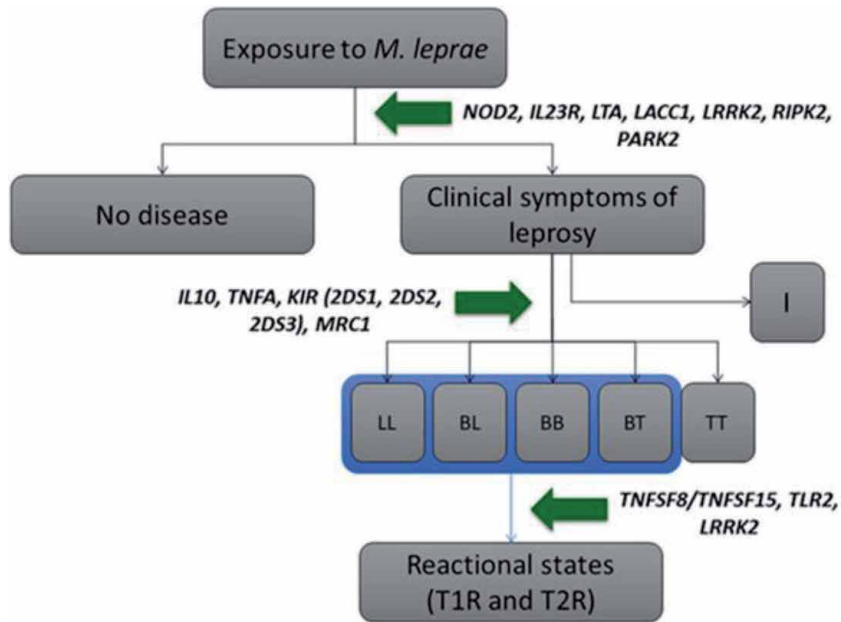 Exposure to M. leprae
NOD2, IL23R, LTA, LACC1, LRRK2, RIPK2,
PARK2
No disease
Clinical symptoms of
leprosy
IL10, TNFA, KIR (2DS1, 2DS2,
2DS3), MRC1
I
LL
BL
BB
BT
TT
TNFSF8/TNFSF15, TLR2,
LRRK2
Reactional states
(T1R and T2R)